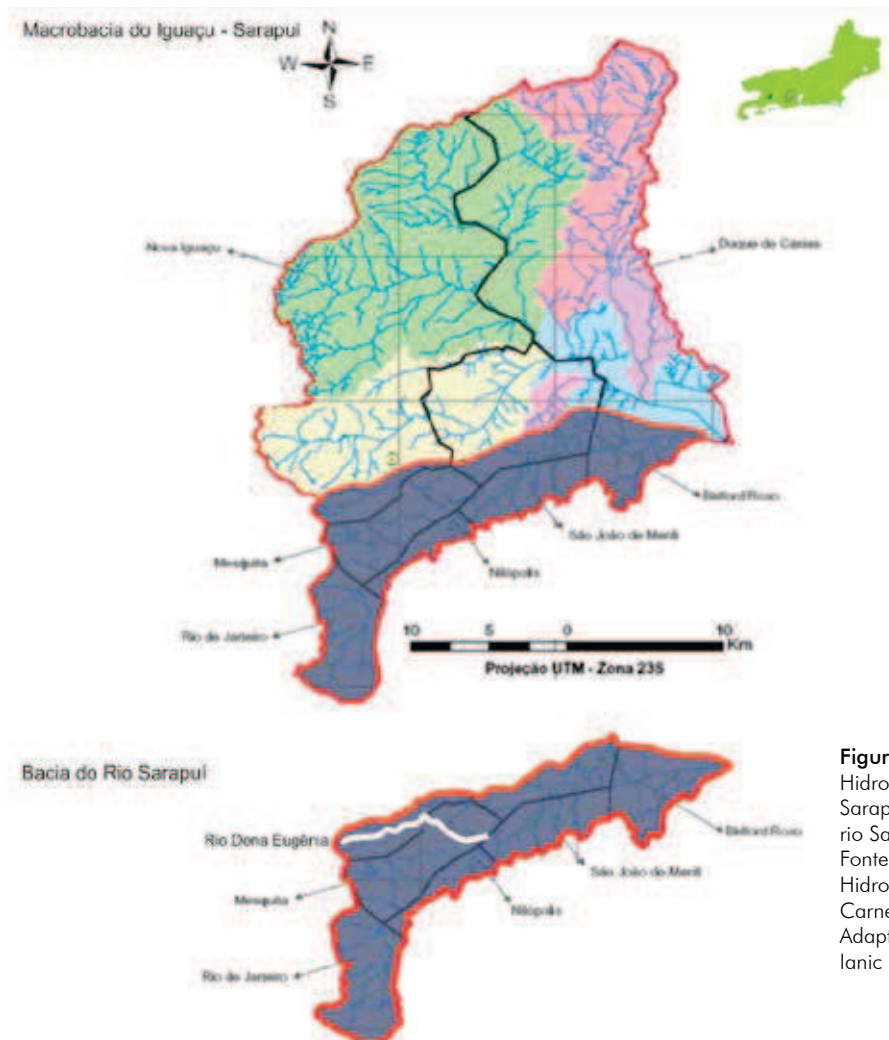 Macrobacia do Iguaçu - Sarapuí
N
W E
S
Nova Iguaçu
Duque de Caxias
Belford Roxo
São João de Meriti
Mesquita
Nilópolis
Rio de Janeiro
10 5 0 10
Km
Projeção UTM - Zona 23S
Bacia do Rio Sarapuí
Rio Dona Eugênia
Belford Roxo
São João de Meriti
Mesquita
Nilópolis
Rio de Janeiro
Figur
Hidro
Sarap
rio Sa
Fonte
Hidro
Carne
Adapt
Ianic